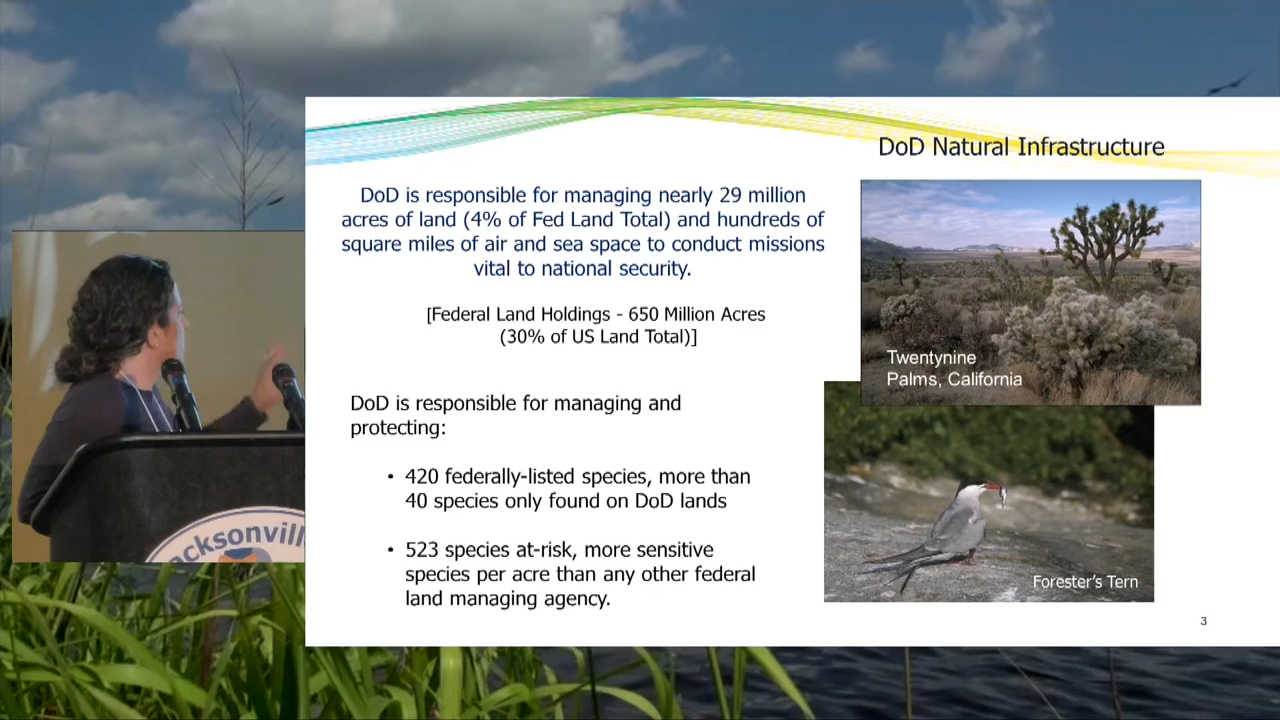 DoD Natural Infrastructure
DoD is responsible for managing nearly 29 million
acres of land (4% of Fed Land Total) and hundreds of
square miles of air and sea space to conduct missions
vital to national security.
[Federal Land Holdings - 650 Million Acres
(30% of US Land Total)]
DoD is responsible for managing and
protecting:
• 420 federally-listed species, more than
40 species only found on DoD lands
• 523 species at-risk, more sensitive
species per acre than any other federal
land managing agency.
Twentynine
Palms, California
Forester's Tern
3